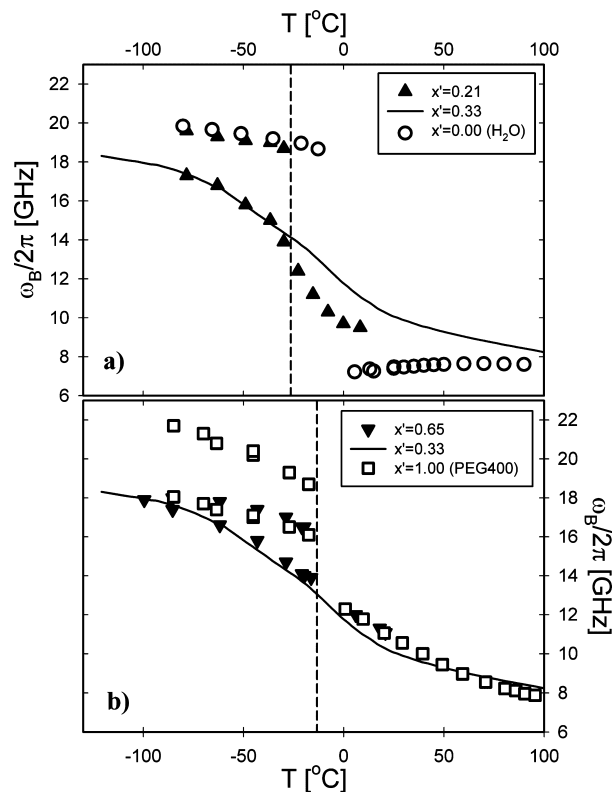 T [°C]
-100 -50 0 50 100
22
20
18
16
14
12
10
8
6
ω_B/2π [GHz]
x'=0.21
x'=0.33
x'=0.00 (H₂O)
a)
x'=0.65
x'=0.33
x'=1.00 (PEG400)
22
20
18
16
14
12
10
8
6
ω_B/2π [GHz]
b)
-100 -50 0 50 100
T [°C]